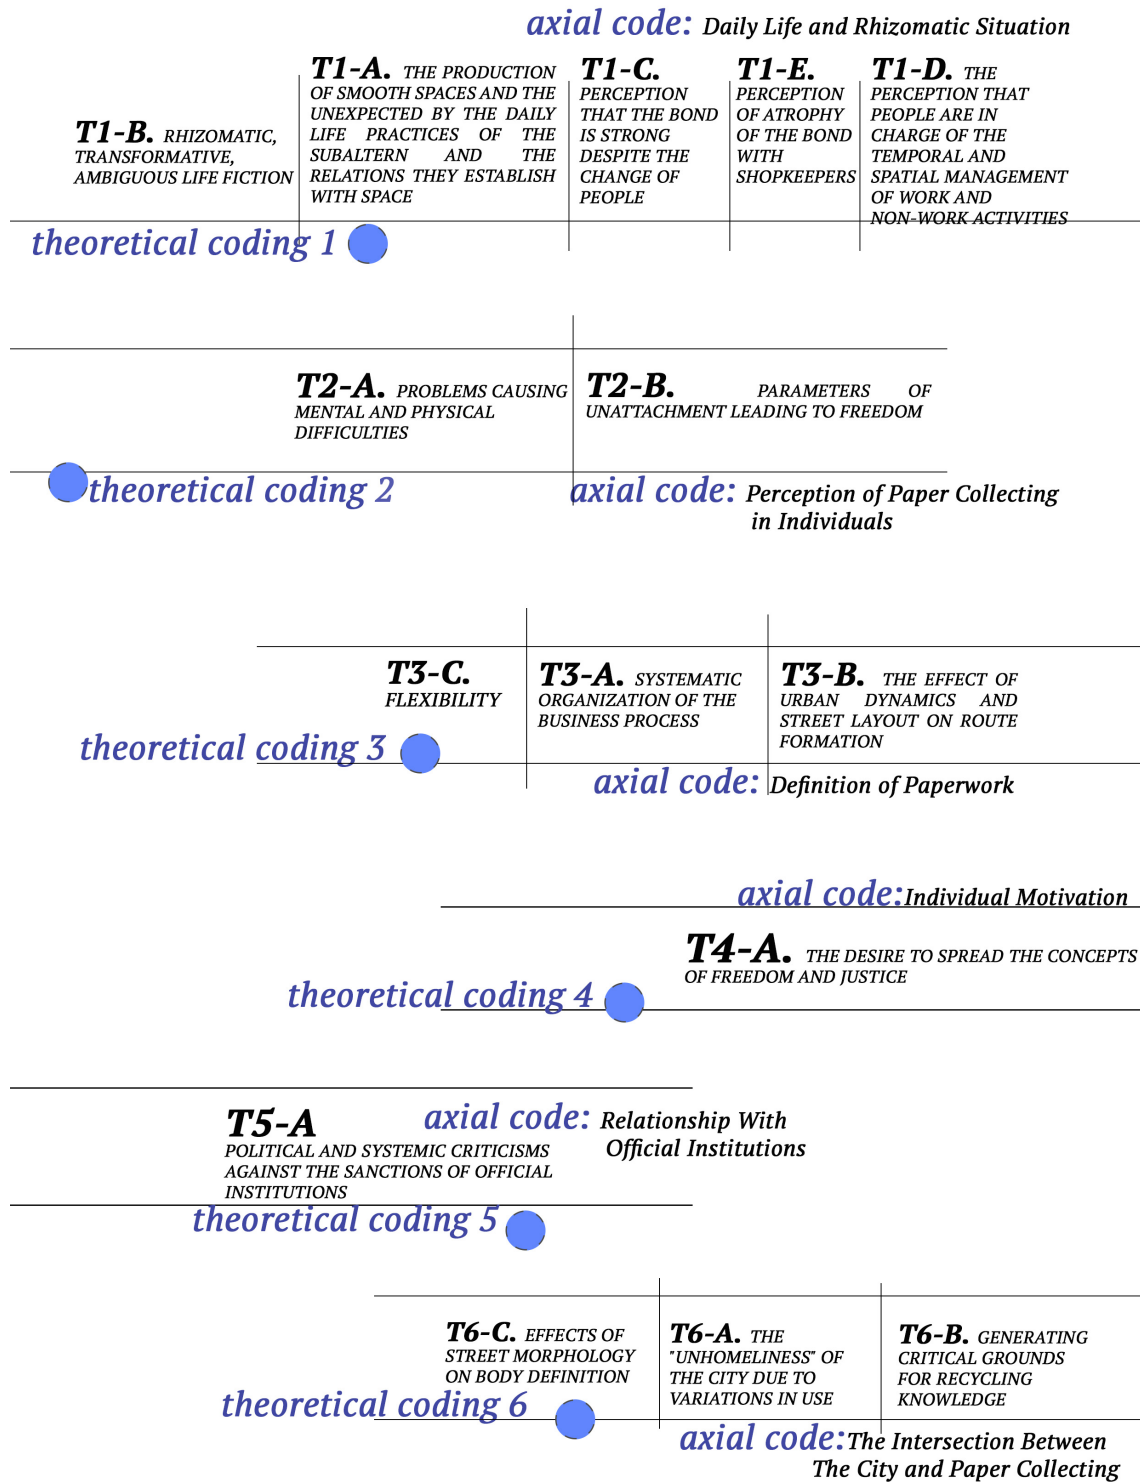 axial code: Daily Life and Rhizomatic Situation
T1-B. RHIZOMATIC,
TRANSFORMATIVE,
AMBIGUOUS LIFE FICTION
T1-A. THE PRODUCTION
OF SMOOTH SPACES AND THE
UNEXPECTED BY THE DAILY
LIFE PRACTICES OF THE
SUBALTERN AND THE
RELATIONS THEY ESTABLISH
WITH SPACE
T1-C.
PERCEPTION
THAT THE BOND
IS STRONG
DESPITE THE
CHANGE OF
PEOPLE
T1-E.
PERCEPTION
OF ATROPHY
OF THE BOND
WITH
SHOPKEEPERS
T1-D. THE
PERCEPTION THAT
PEOPLE ARE IN
CHARGE OF THE
TEMPORAL AND
SPATIAL MANAGEMENT
OF WORK AND
NON-WORK ACTIVITIES
theoretical coding 1
T2-A. PROBLEMS CAUSING
MENTAL AND PHYSICAL
DIFFICULTIES
T2-B. PARAMETERS OF
UNATTACHMENT LEADING TO FREEDOM
theoretical coding 2
axial code: Perception of Paper Collecting
in Individuals
T3-C.
FLEXIBILITY
T3-A. SYSTEMATIC
ORGANIZATION OF THE
BUSINESS PROCESS
T3-B. THE EFFECT OF
URBAN DYNAMICS AND
STREET LAYOUT ON ROUTE
FORMATION
theoretical coding 3
axial code: Definition of Paperwork
axial code:Individual Motivation
T4-A. THE DESIRE TO SPREAD THE CONCEPTS
OF FREEDOM AND JUSTICE
theoretical coding 4
T5-A
POLITICAL AND SYSTEMIC CRITICISMS
AGAINST THE SANCTIONS OF OFFICIAL
INSTITUTIONS
axial code: Relationship With
Official Institutions
theoretical coding 5
T6-C. EFFECTS OF
STREET MORPHOLOGY
ON BODY DEFINITION
T6-A. THE
"UNHOMELINESS" OF
THE CITY DUE TO
VARIATIONS IN USE
T6-B. GENERATING
CRITICAL GROUNDS
FOR RECYCLING
KNOWLEDGE
theoretical coding 6
axial code:The Intersection Between
The City and Paper Collecting